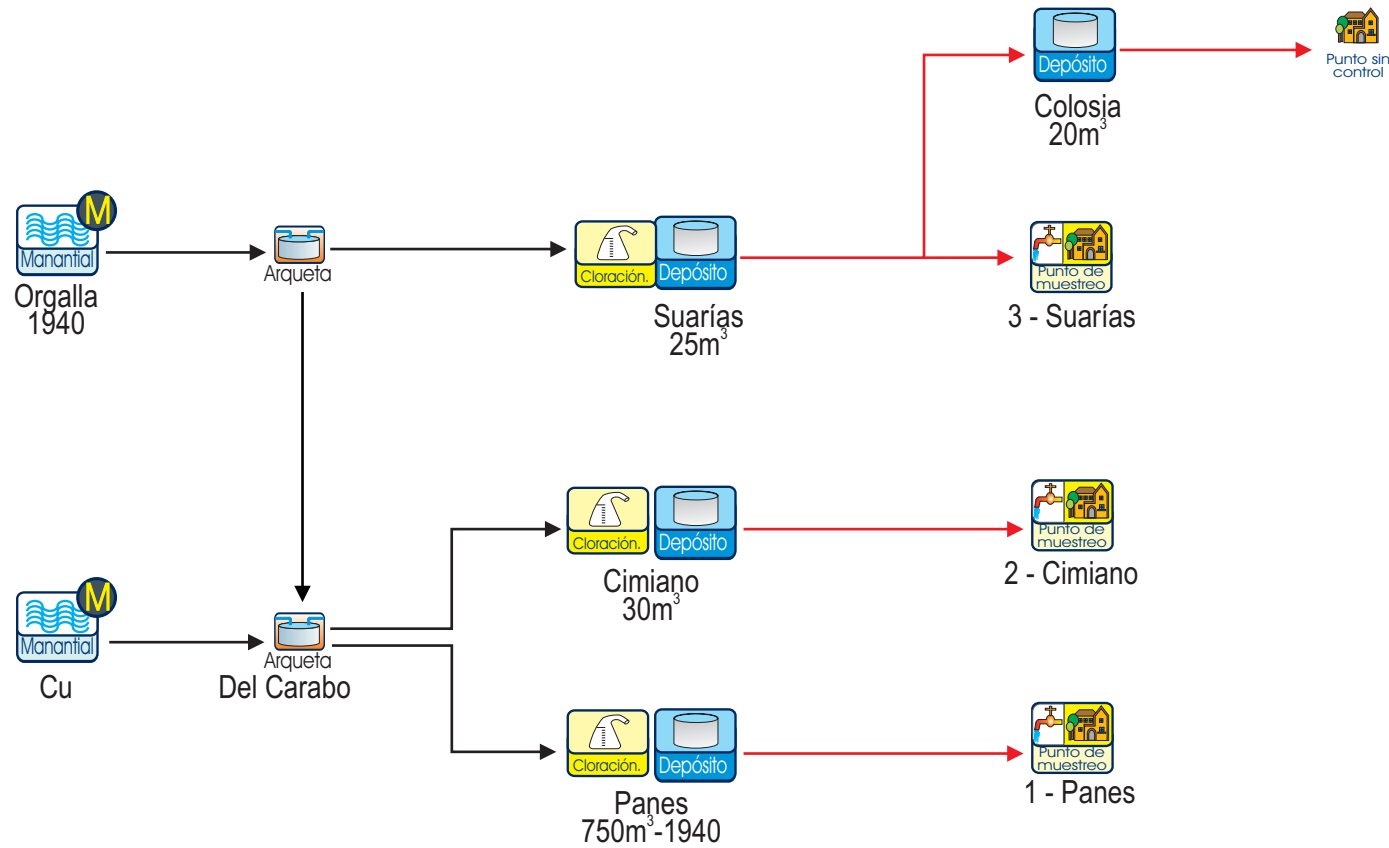 Depósito
Colosia
20m³
Punto sin
control
M
Manantial
Orgalla
1940
Arqueta
Cloración.
Depósito
Suarías
25m³
Punto de
muestreo
3 - Suarías
Cloración.
Depósito
Cimiano
30m³
Punto de
muestreo
2 - Cimiano
M
Manantial
Cu
Arqueta
Del Carabo
Cloración.
Depósito
Panes
750m³-1940
Punto de
muestreo
1 - Panes